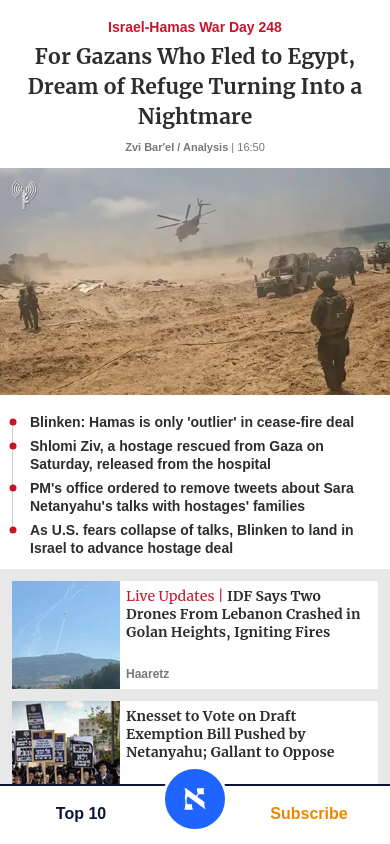 Israel-Hamas War Day 248
For Gazans Who Fled to Egypt,
Dream of Refuge Turning Into a
Nightmare
Zvi Bar'el / Analysis | 16:50
Blinken: Hamas is only 'outlier' in cease-fire deal
Shlomi Ziv, a hostage rescued from Gaza on
Saturday, released from the hospital
PM's office ordered to remove tweets about Sara
Netanyahu's talks with hostages' families
As U.S. fears collapse of talks, Blinken to land in
Israel to advance hostage deal
Live Updates | IDF Says Two
Drones From Lebanon Crashed in
Golan Heights, Igniting Fires
Haaretz
Knesset to Vote on Draft
Exemption Bill Pushed by
Netanyahu; Gallant to Oppose
Top 10
א
Subscribe